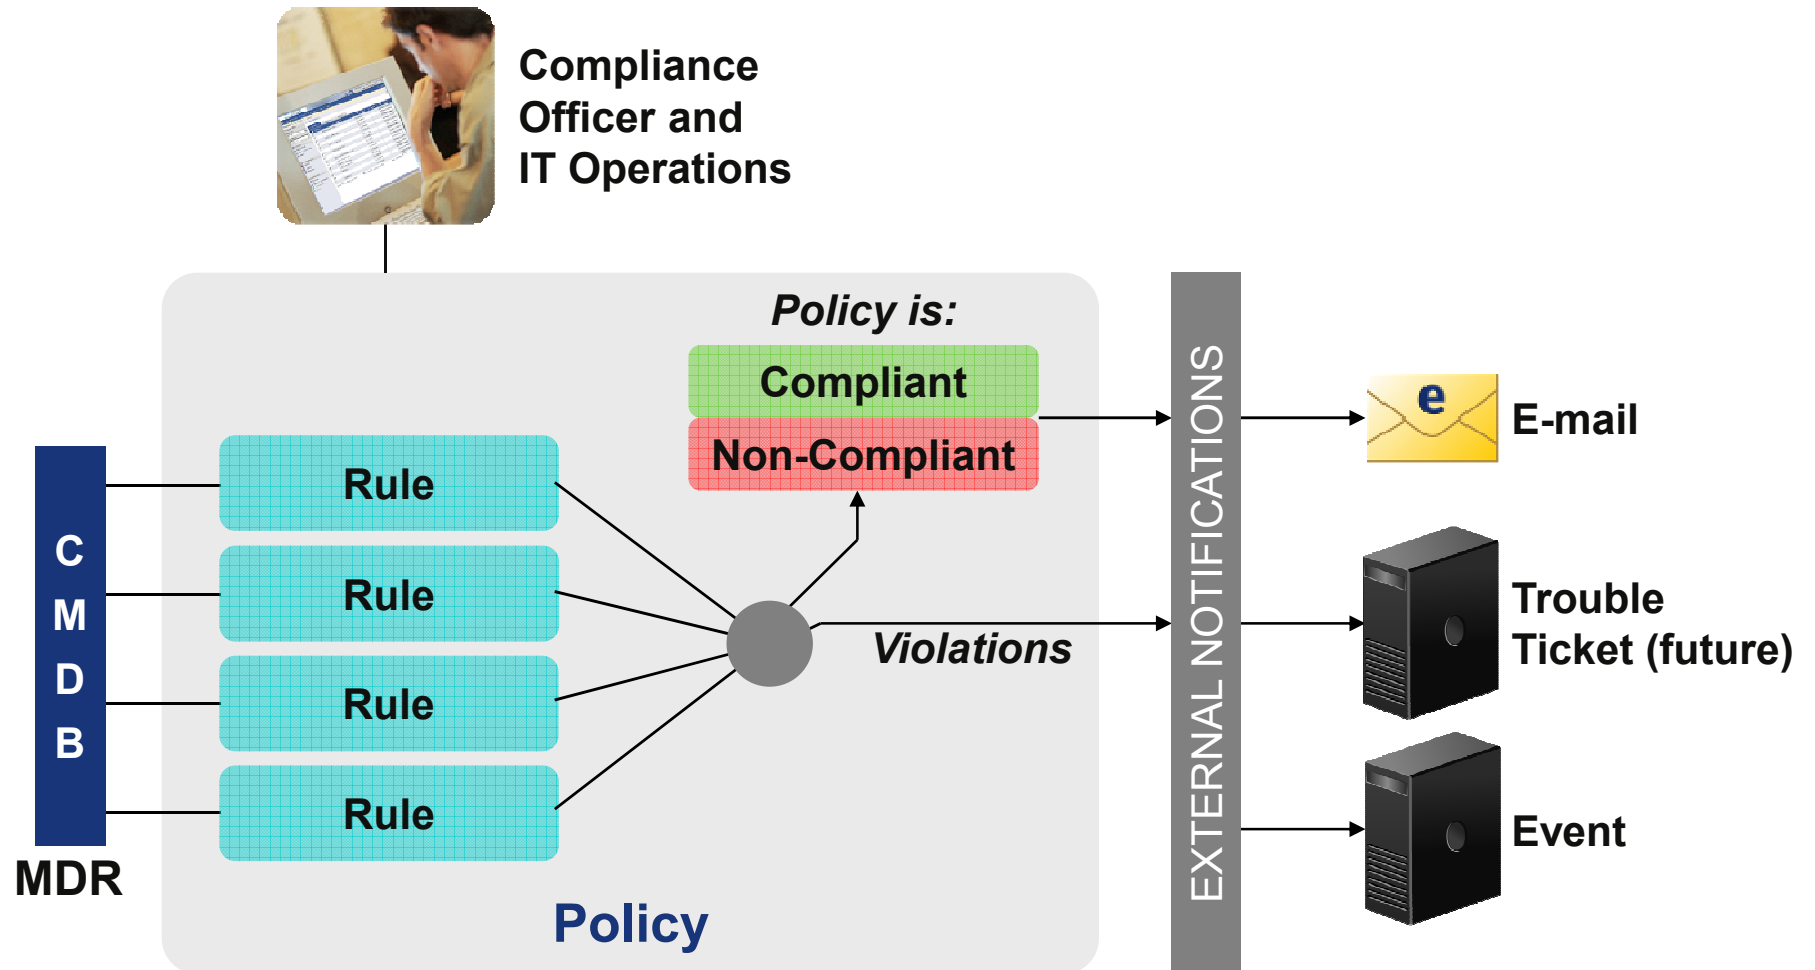 Compliance
Officer and
IT Operations
Policy is:
Compliant
Non-Compliant
C
M
D
B
MDR
Rule
Rule
Rule
Rule
Violations
Policy
EXTERNAL NOTIFICATIONS
e
E-mail
Trouble
Ticket (future)
Event